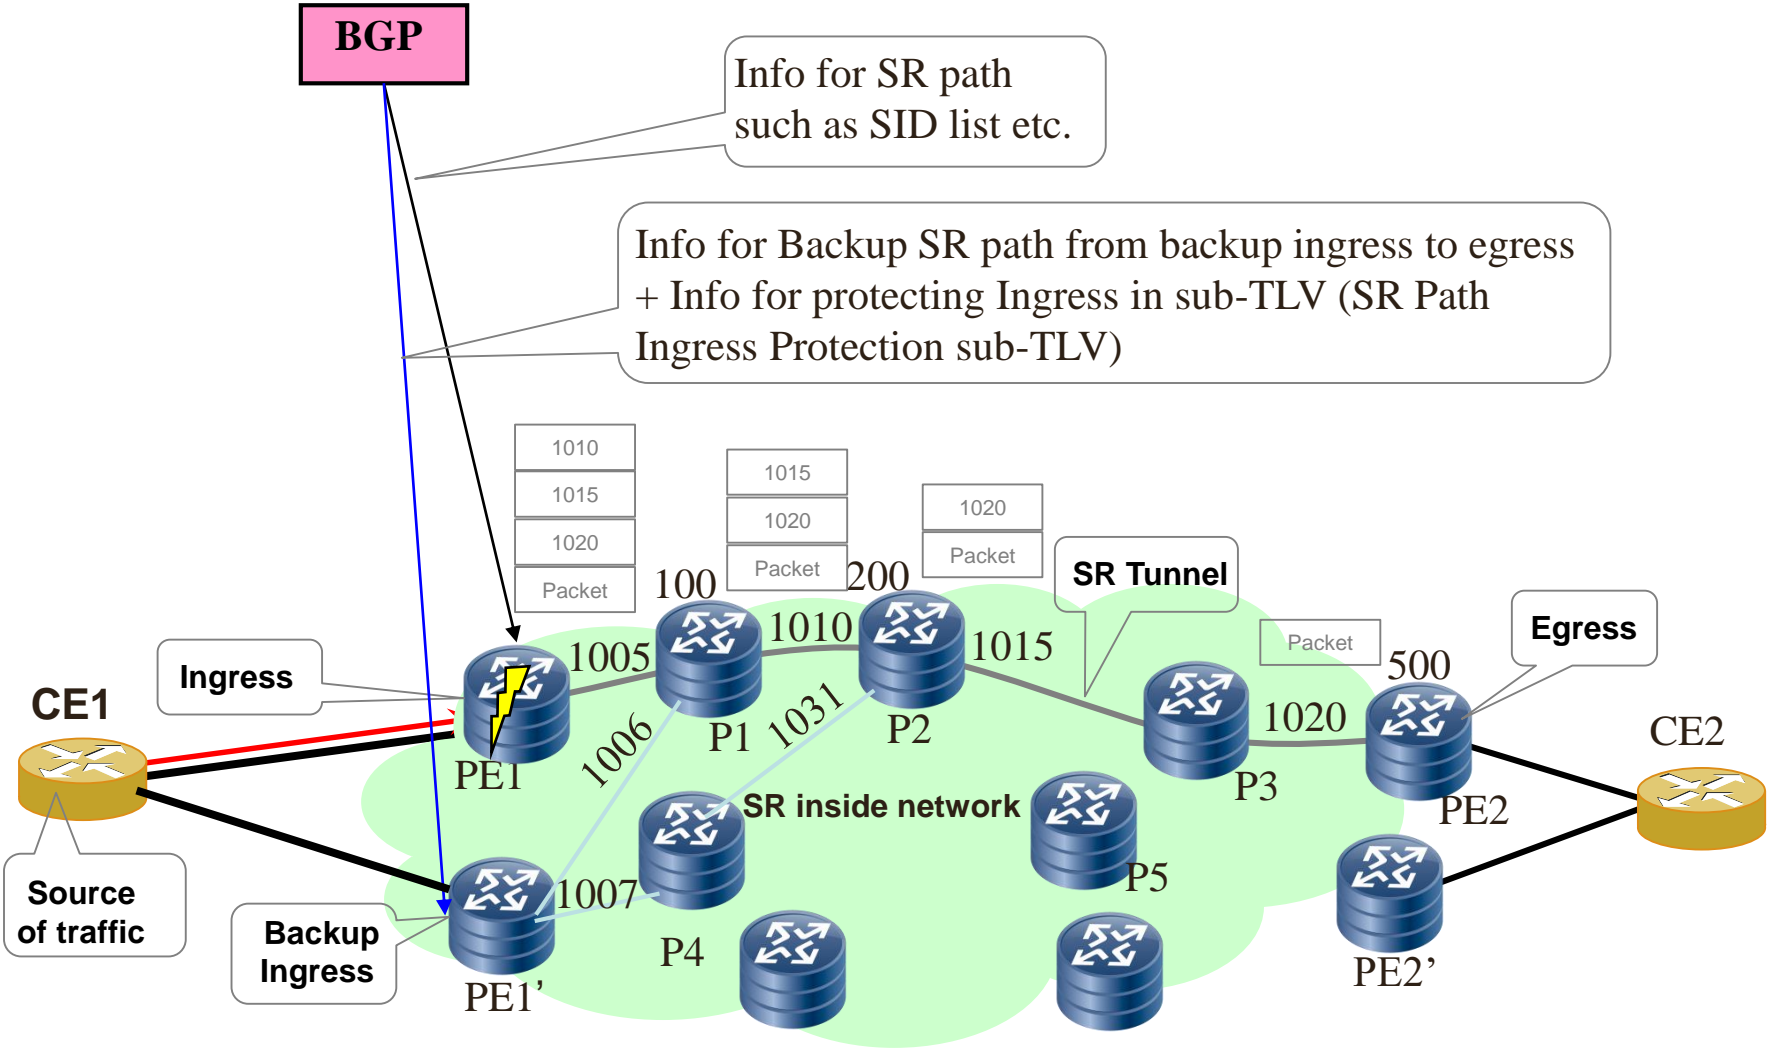 BGP
Info for SR path
such as SID list etc.
Info for Backup SR path from backup ingress to egress
+ Info for protecting Ingress in sub-TLV (SR Path
Ingress Protection sub-TLV)
1010
1015
1020
Packet
1015
1020
Packet
1020
Packet
Packet
100
200
500
SR Tunnel
Egress
Ingress
1005
1010
1015
1020
CE1
CE2
PE1
P1
P2
P3
PE2
1006
1031
SR inside network
P5
1007
P4
Source
of traffic
Backup
Ingress
PE1’
PE2’